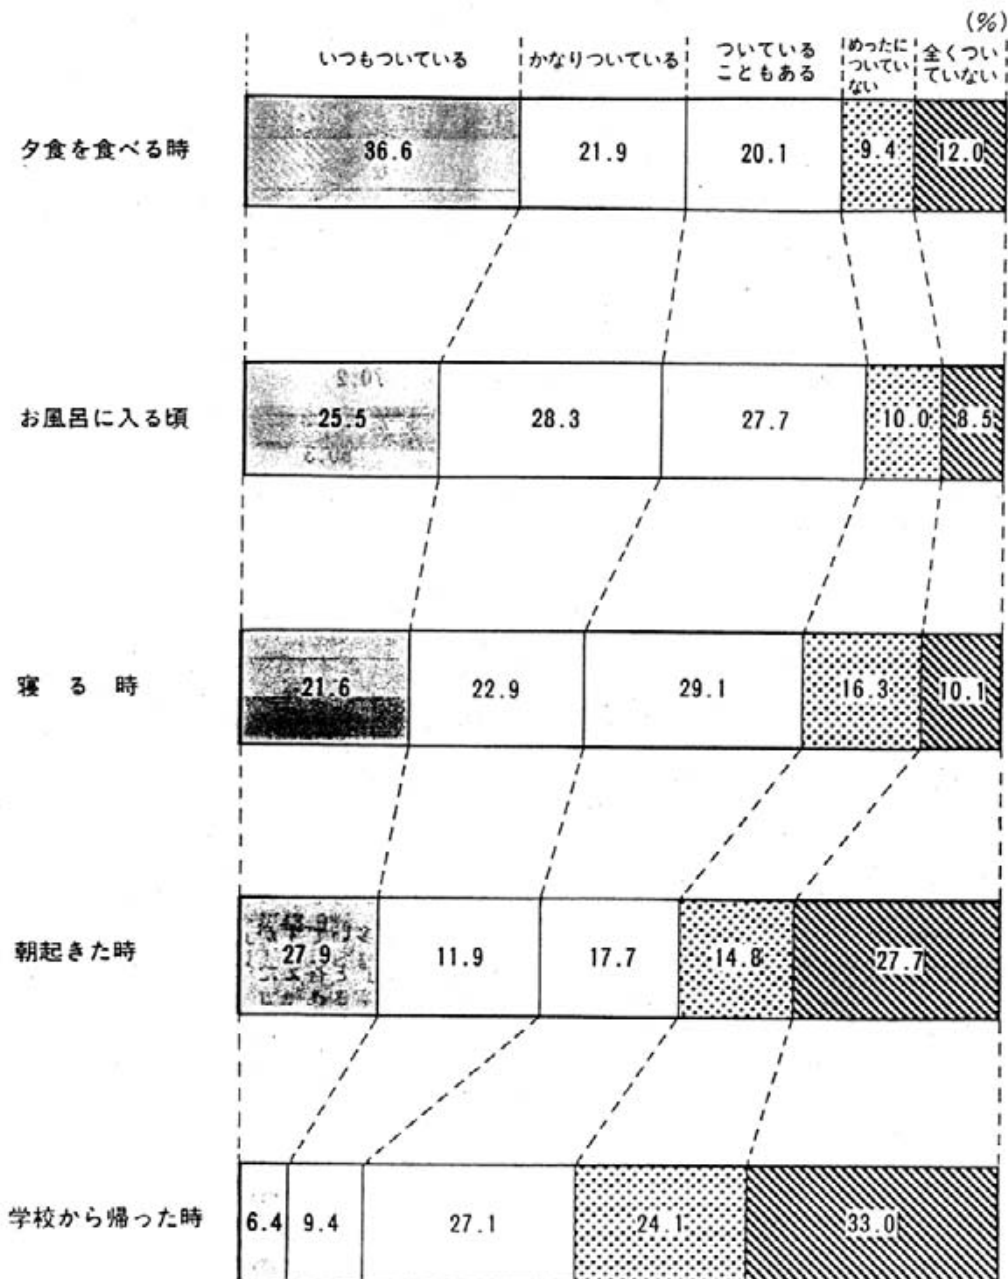 (%)
いつもついている
かなりついている
ついている
こともある
めったに
ついてい
ない
全くつい
ていない
夕食を食べる時
36.6
21.9
20.1
9.4
12.0
お風呂に入る頃
25.5
28.3
27.7
10.0
8.5
寝る時
21.6
22.9
29.1
16.3
10.1
朝起きた時
27.9
11.9
17.7
14.8
27.7
学校から帰った時
6.4
9.4
27.1
24.1
33.0